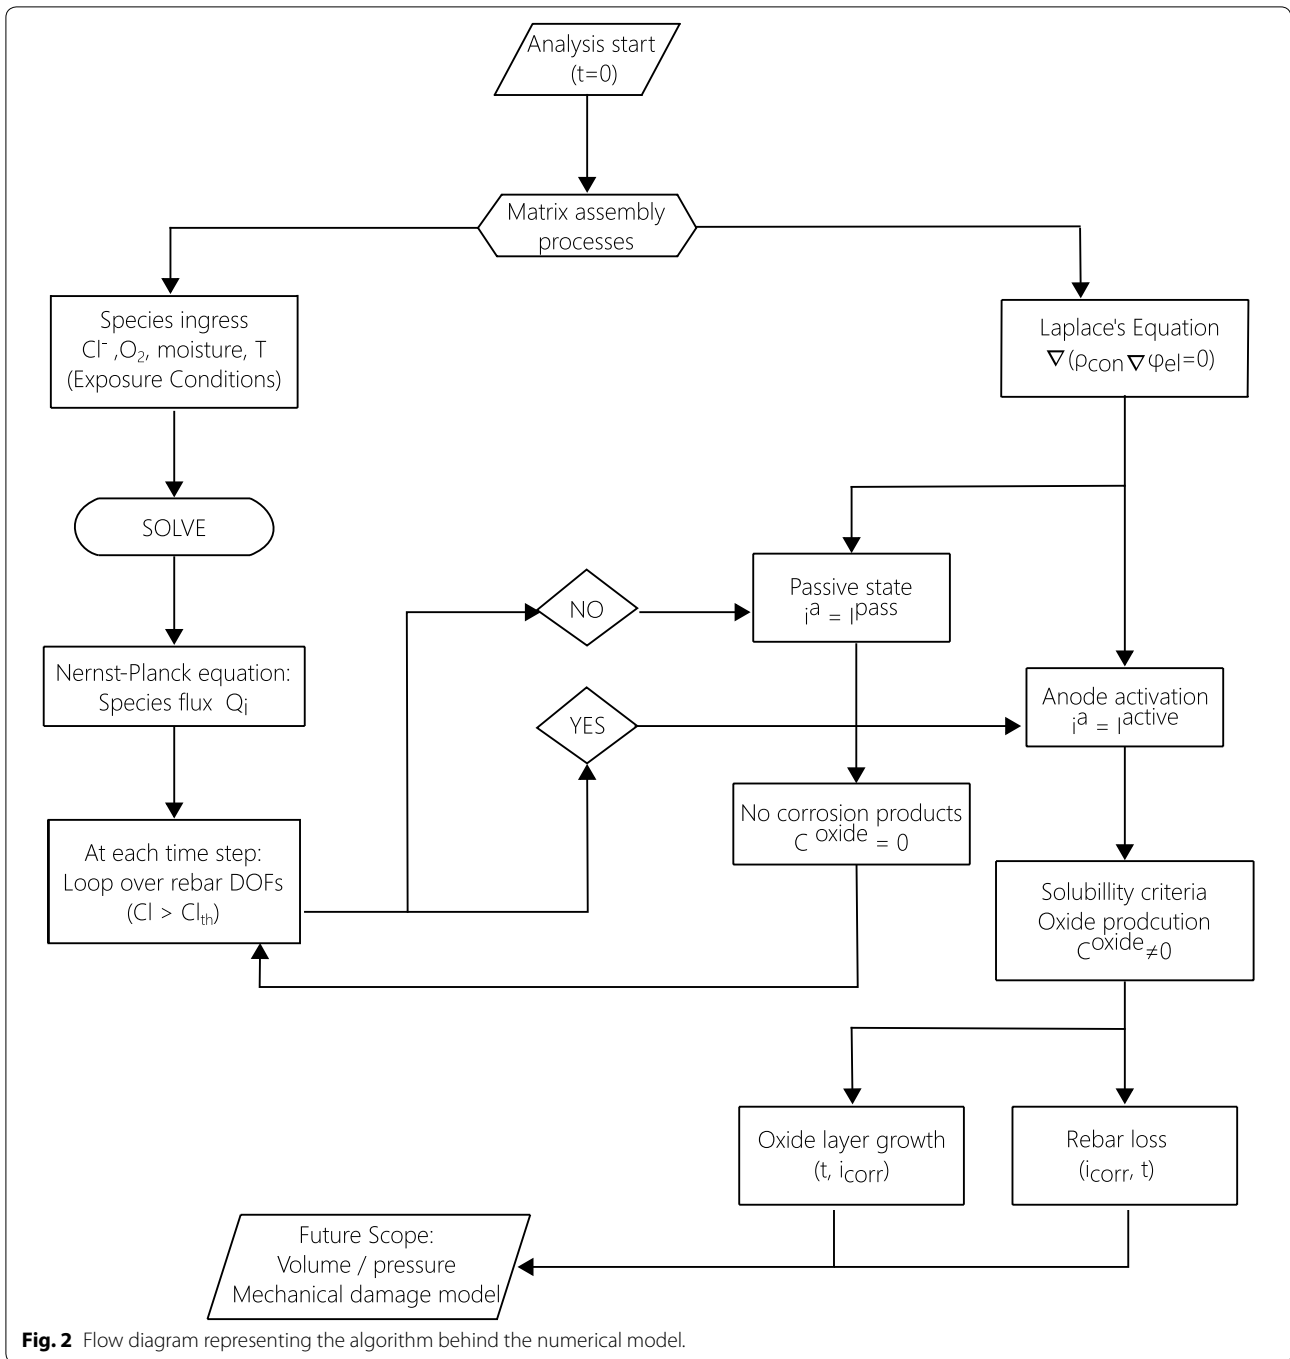 Analysis start
(t=0)
Matrix assembly
processes
Species ingress
Cl⁻ ,O₂, moisture, T
(Exposure Conditions)
Laplace's Equation
∇(ρcon∇φel=0)
SOLVE
Passive state
iᵃ = Iᵖᵃˢˢ
NO
Nernst-Planck equation:
Species flux Qᵢ
Anode activation
iᵃ = Iᵃᶜᵗⁱᵛᵉ
YES
No corrosion products
C ᵒˣⁱᵈᵉ = 0
At each time step:
Loop over rebar DOFs
(Cl > Clₜₕ)
Solubillity criteria
Oxide prodcution
Cᵒˣⁱᵈᵉ≠0
Oxide layer growth
(t, icorr)
Rebar loss
(icorr, t)
Future Scope:
Volume / pressure
Mechanical damage model
Fig. 2 Flow diagram representing the algorithm behind the numerical model.